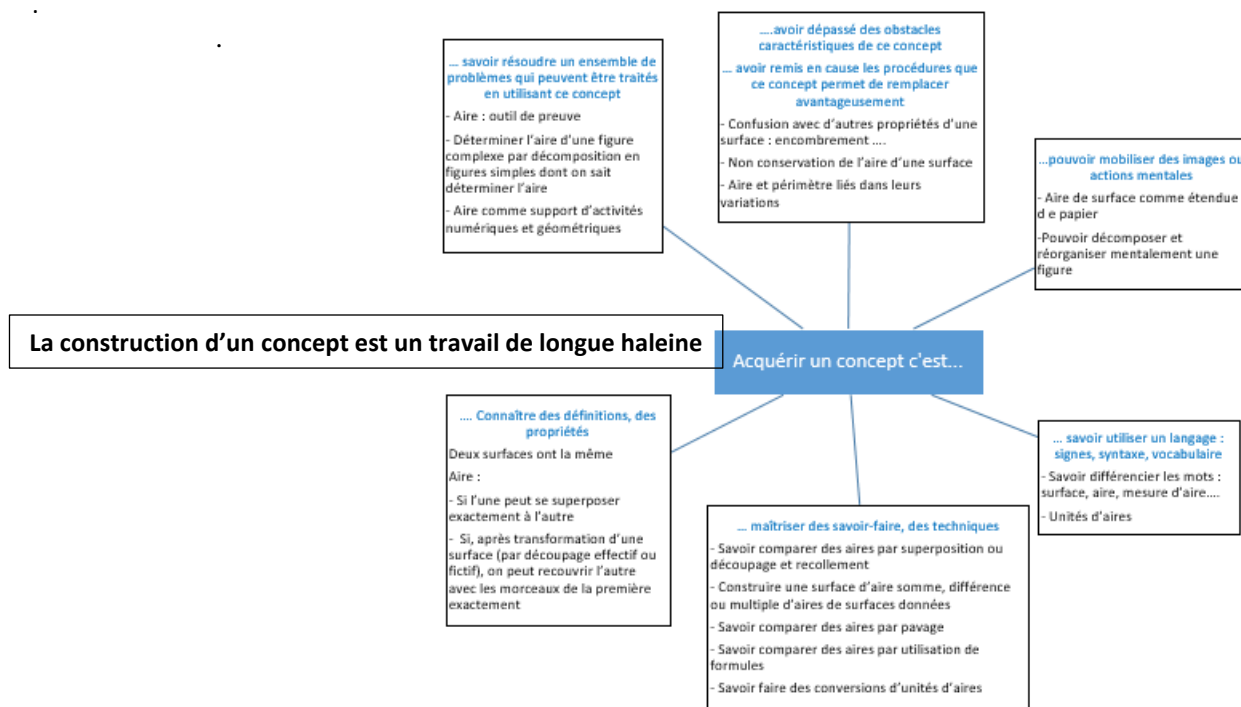 .
.
... savoir résoudre un ensemble de
problèmes qui peuvent être traités
en utilisant ce concept
- Aire : outil de preuve
- Déterminer l'aire d'une figure
complexe par décomposition en
figures simples dont on sait
déterminer l'aire
- Aire comme support d'activités
numériques et géométriques
....avoir dépassé des obstacles
caractéristiques de ce concept
... avoir remis en cause les procédures que
ce concept permet de remplacer
avantageusement
- Confusion avec d'autres propriétés d'une
surface : encombrement ....
- Non conservation de l'aire d'une surface
- Aire et périmètre liés dans leurs
variations
...pouvoir mobiliser des images ou
actions mentales
- Aire de surface comme étendue
d e papier
-Pouvoir décomposer et
réorganiser mentalement une
figure
La construction d'un concept est un travail de longue haleine
Acquérir un concept c'est...
.... Connaître des définitions, des
propriétés
Deux surfaces ont la même
Aire :
- Si l'une peut se superposer
exactement à l'autre
- Si, après transformation d'une
surface (par découpage effectif ou
fictif), on peut recouvrir l'autre
avec les morceaux de la première
exactement
... maîtriser des savoir-faire, des techniques
- Savoir comparer des aires par superposition ou
découpage et recollement
- Construire une surface d'aire somme, différence
ou multiple d'aires de surfaces données
- Savoir comparer des aires par pavage
- Savoir comparer des aires par utilisation de
formules
- Savoir faire des conversions d'unités d'aires
... savoir utiliser un langage :
signes, syntaxe, vocabulaire
- Savoir différencier les mots :
surface, aire, mesure d'aire....
- Unités d'aires